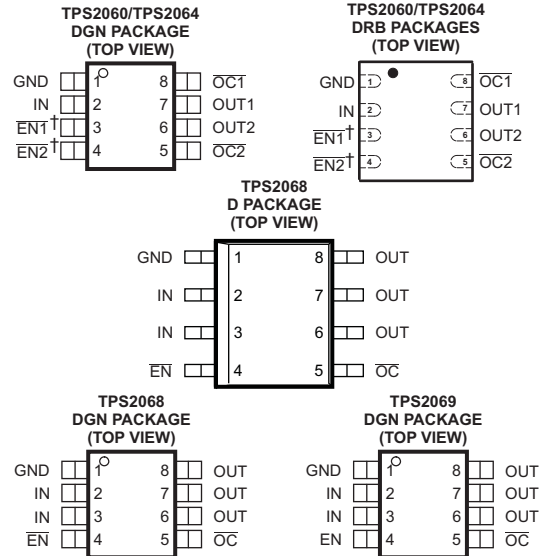 TPS2060/TPS2064
DGN PACKAGE
(TOP VIEW)
GND 1 8 OC1
IN 2 7 OUT1
EN1† 3 6 OUT2
EN2† 4 5 OC2
TPS2060/TPS2064
DRB PACKAGES
(TOP VIEW)
GND 1 8 OC1
IN 2 7 OUT1
EN1† 3 6 OUT2
EN2† 4 5 OC2
TPS2068
D PACKAGE
(TOP VIEW)
GND 1 8 OUT
IN 2 7 OUT
IN 3 6 OUT
EN 4 5 OC
TPS2068
DGN PACKAGE
(TOP VIEW)
GND 1 8 OUT
IN 2 7 OUT
IN 3 6 OUT
EN 4 5 OC
TPS2069
DGN PACKAGE
(TOP VIEW)
GND 1 8 OUT
IN 2 7 OUT
IN 3 6 OUT
EN 4 5 OC